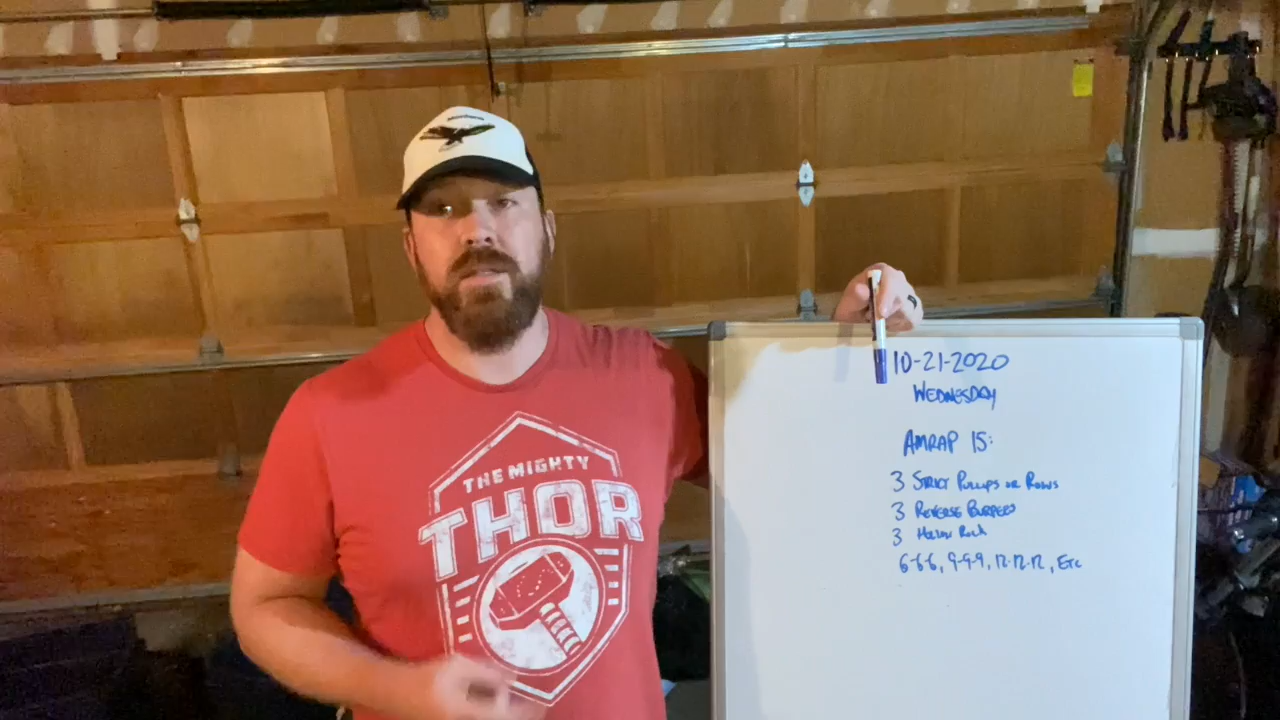 THE MIGHTY
THOR
10-21-2020
WEDNESDAY
AMRAP 15:
3 STRICT PULLUPS OR ROWS
3 REVERSE BURPEES
3 HOLLOW ROCK
6-6-6, 9-9-9, 12-12-12, ETC